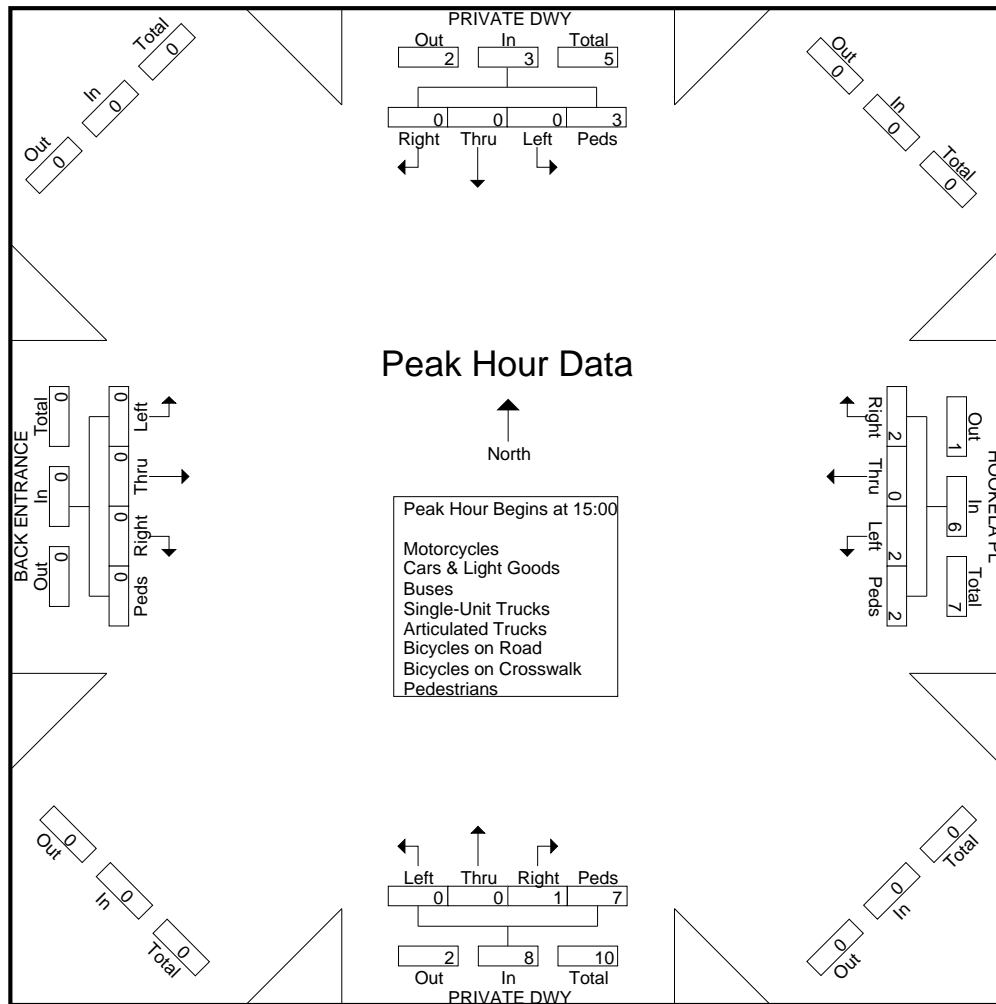 PRIVATE DWY
Out In Total
2 3 5
0 0 0 3
Right Thru Left Peds
Out 0
In 0
Total 0
Out 0
In 0
Total 0
Peak Hour Data
North
Peak Hour Begins at 15:00
Motorcycles
Cars & Light Goods
Buses
Single-Unit Trucks
Articulated Trucks
Bicycles on Road
Bicycles on Crosswalk
Pedestrians
BACK ENTRANCE
Out In Total
0 0 0
0 0 0 0
Left Thru Right Peds
HOOKELA PL
Out In Total
1 6 7
2 0 2 2
Right Thru Left Peds
Out 0
In 0
Total 0
Out 0
In 0
Total 0
Left Thru Right Peds
0 0 1 7
2 8 10
Out In Total
PRIVATE DWY